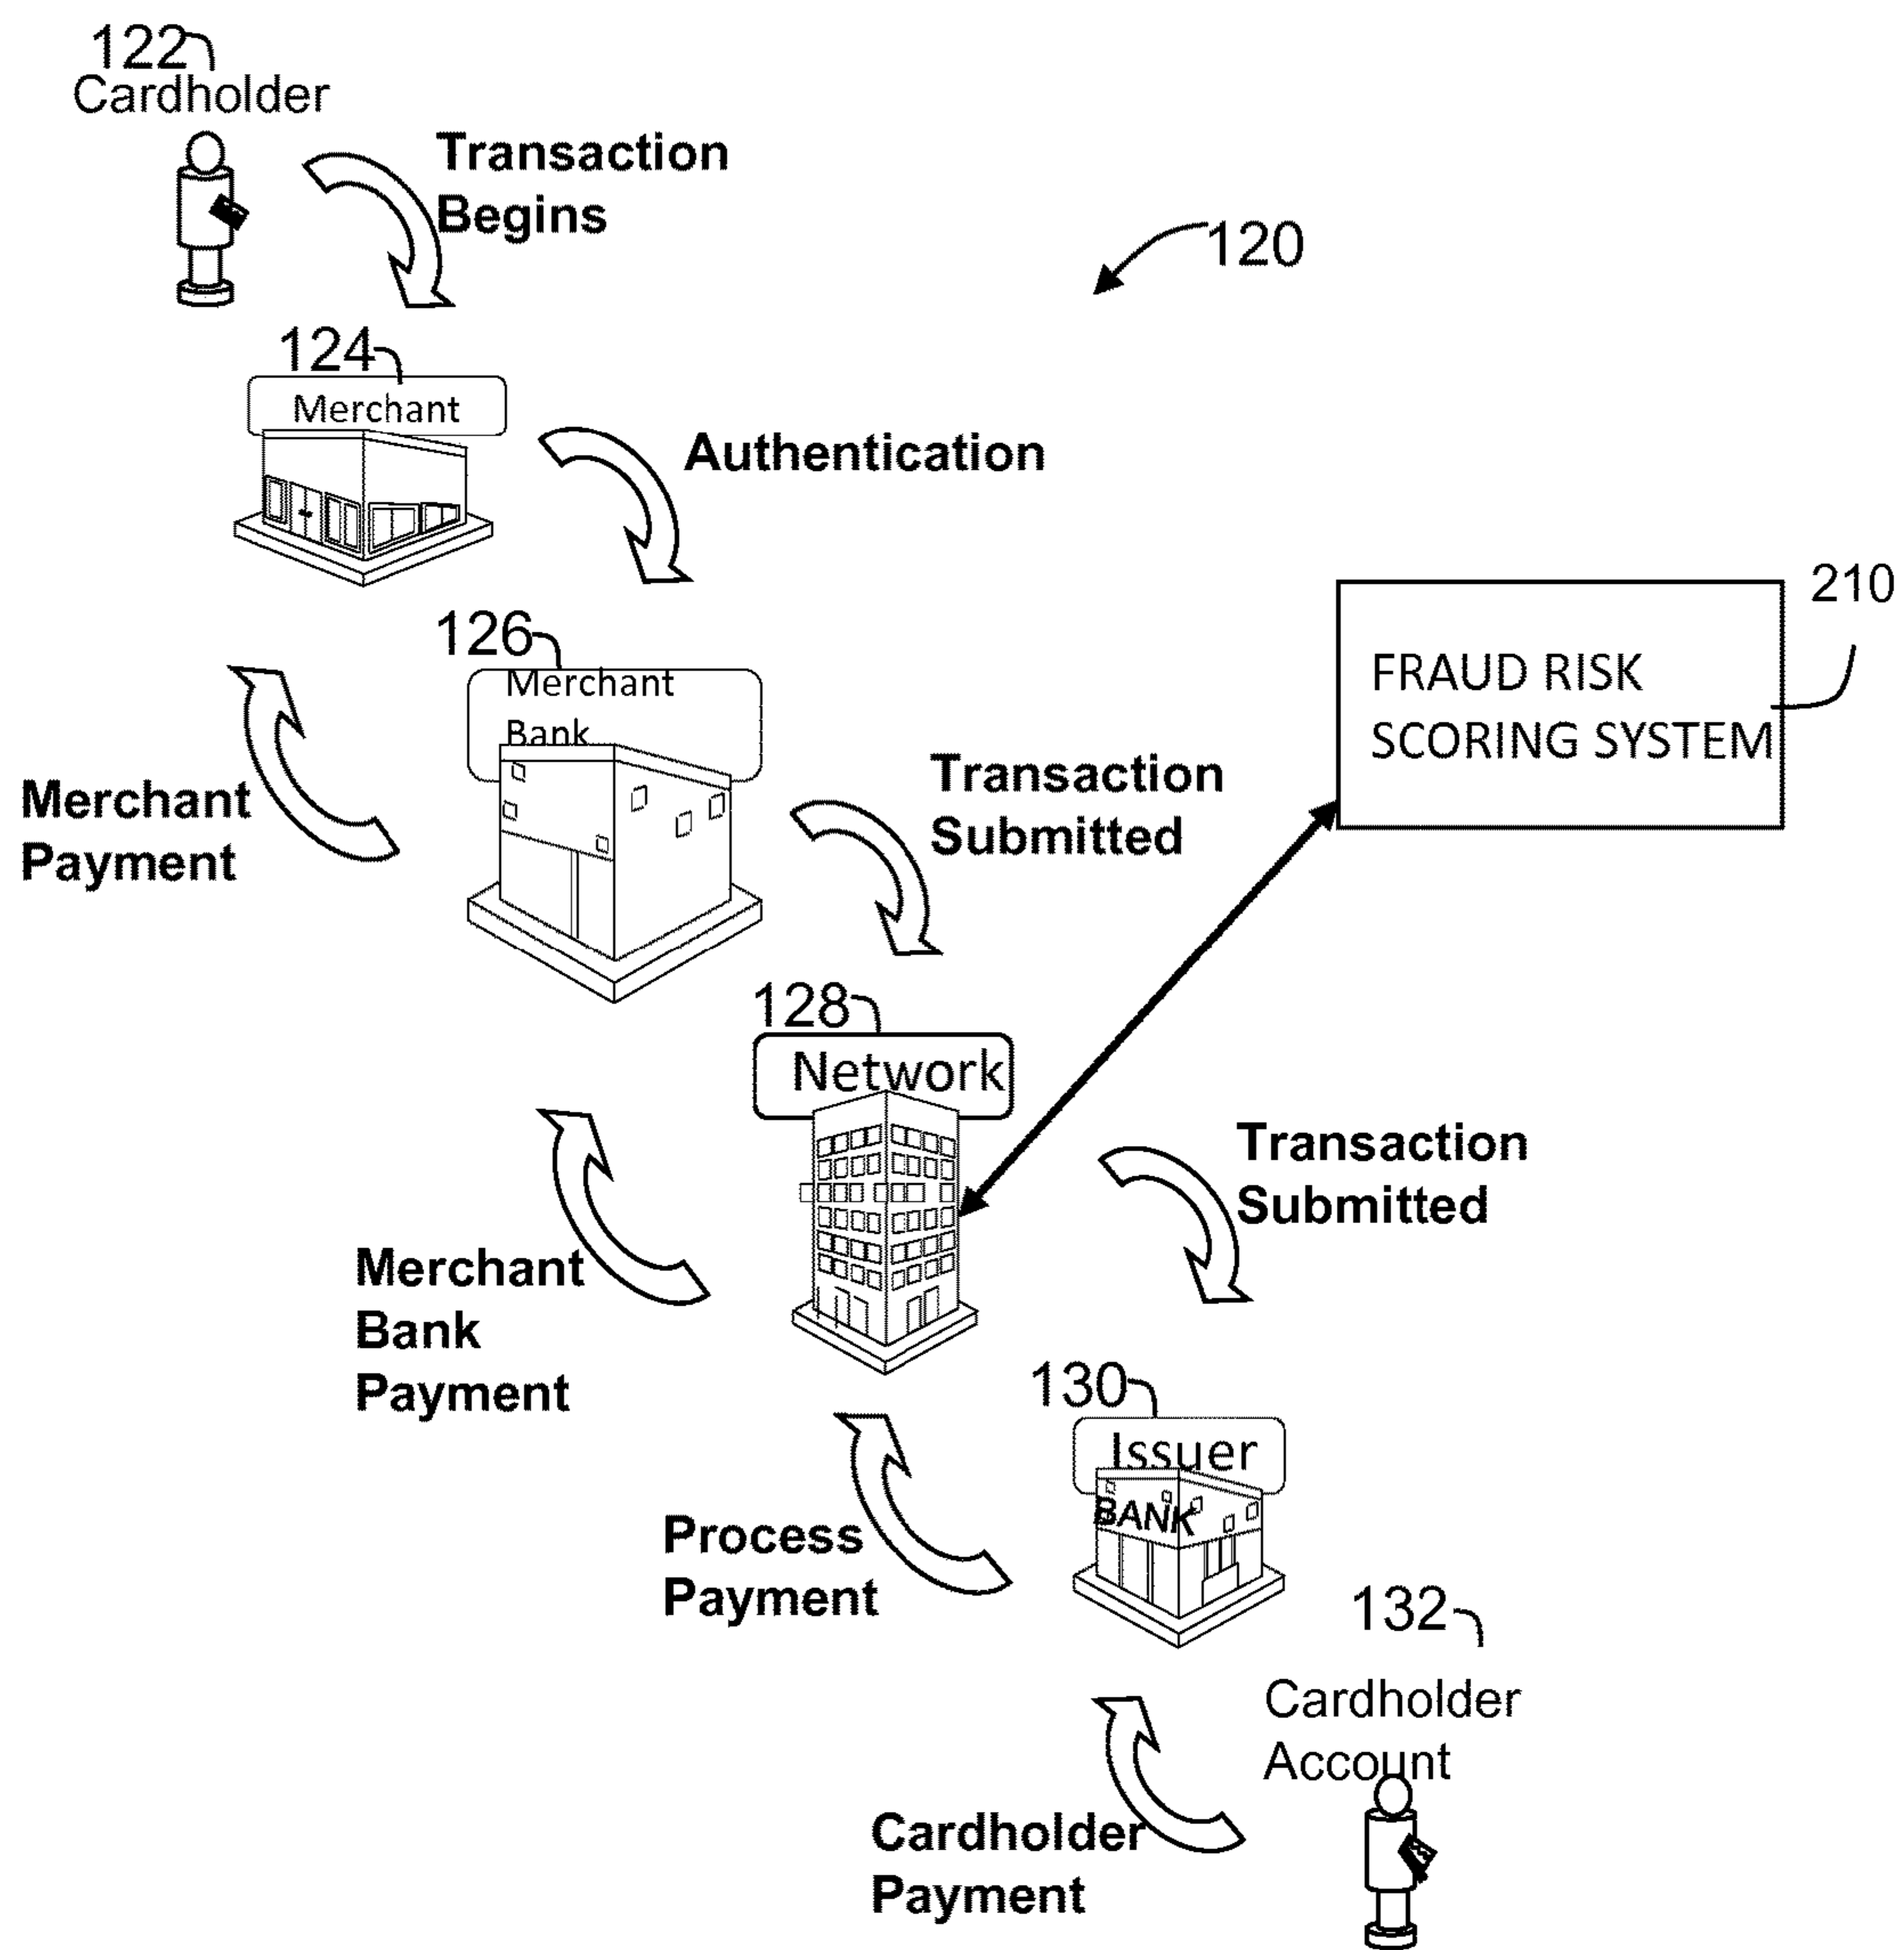 122
Cardholder
Transaction
Begins
120
124
Merchant
Authentication
210
FRAUD RISK
SCORING SYSTEM
126
Merchant
Bank
Merchant
Payment
Transaction
Submitted
128
Network
Transaction
Submitted
Merchant
Bank
Payment
130
Issuer
BANK
Process
Payment
132
Cardholder
Account
Cardholder
Payment